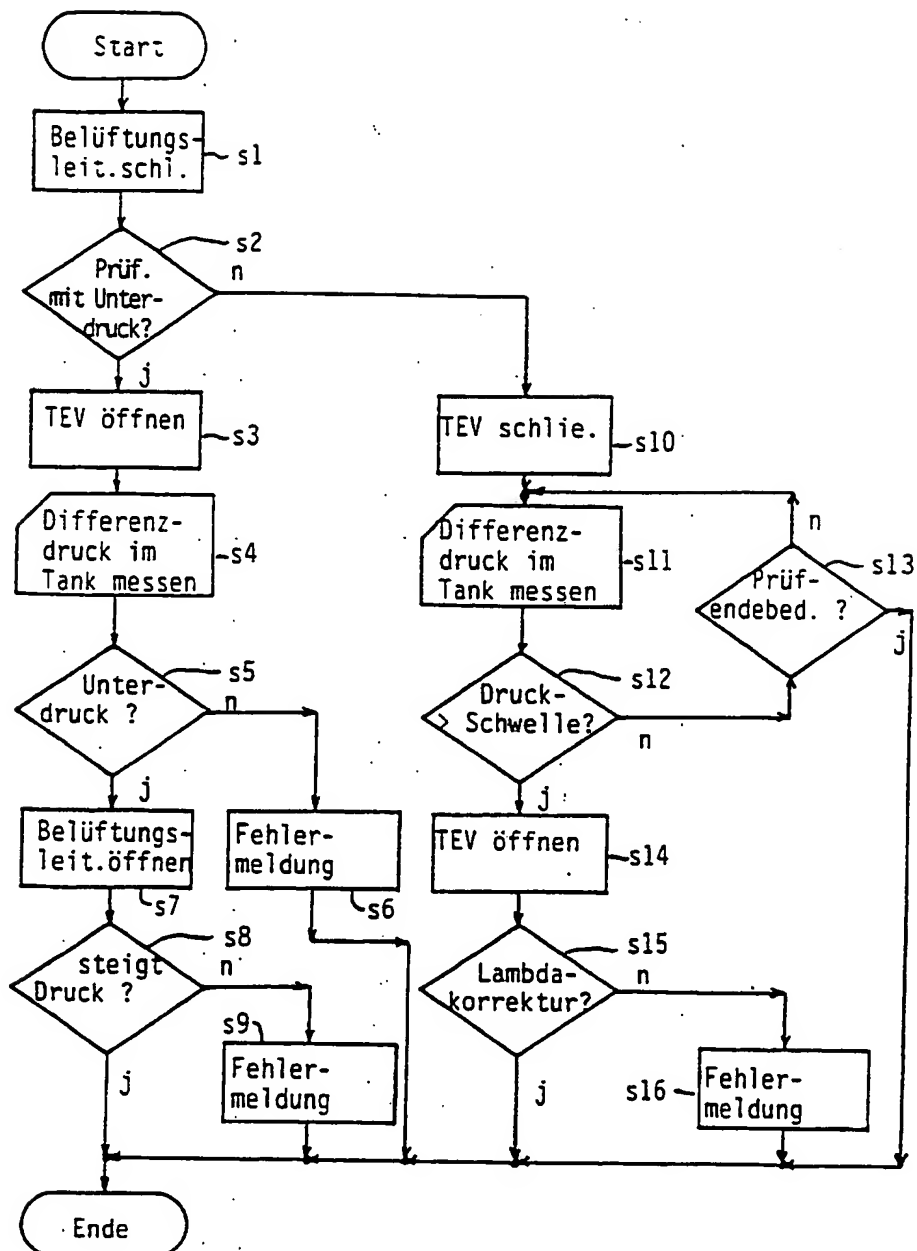 Start
Belüftungs-
leit.schl.
s1
s2
n
Prüf.
mit Unter-
druck?
j
TEV öffnen
s3
TEV schlie.
s10
Differenz-
druck im
Tank messen
s4
Differenz-
druck im
Tank messen
s11
n
s13
Prüf-
endebed. ?
j
s5
Unter-
druck ?
n
s12
Druck-
> Schwelle?
n
j
j
Belüftungs-
leit.öffnen
s7
Fehler-
meldung
s6
TEV öffnen
s14
s8
steigt
Druck ?
n
s15
Lambda-
korrektur?
n
s9
Fehler-
meldung
j
j
s16
Fehler-
meldung
Ende